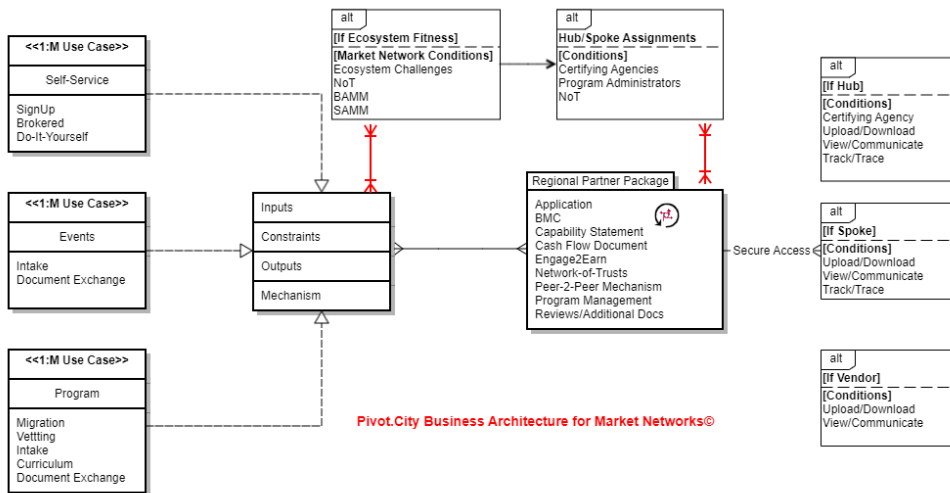 <<1:M Use Case>>
Self-Service
SignUp
Brokered
Do-It-Yourself
<<1:M Use Case>>
Events
Intake
Document Exchange
<<1:M Use Case>>
Program
Migration
Vettting
Intake
Curriculum
Document Exchange
Inputs
Constraints
Outputs
Mechanism
alt
[If Ecosystem Fitness]
[Market Network Conditions]
Ecosystem Challenges
NoT
BAMM
SAMM
alt
Hub/Spoke Assignments
[Conditions]
Certifying Agencies
Program Administrators
NoT
Regional Partner Package
Application
BMC
Capability Statement
Cash Flow Document
Engage2Earn
Network-of-Trusts
Peer-2-Peer Mechanism
Program Management
Reviews/Additional Docs
Secure Access
alt
[If Hub]
[Conditions]
Certifying Agency
Upload/Download
View/Communicate
Track/Trace
alt
[If Spoke]
[Conditions]
Upload/Download
View/Communicate
Track/Trace
alt
[If Vendor]
[Conditions]
Upload/Download
View/Communicate
Pivot.City Business Architecture for Market Networks©